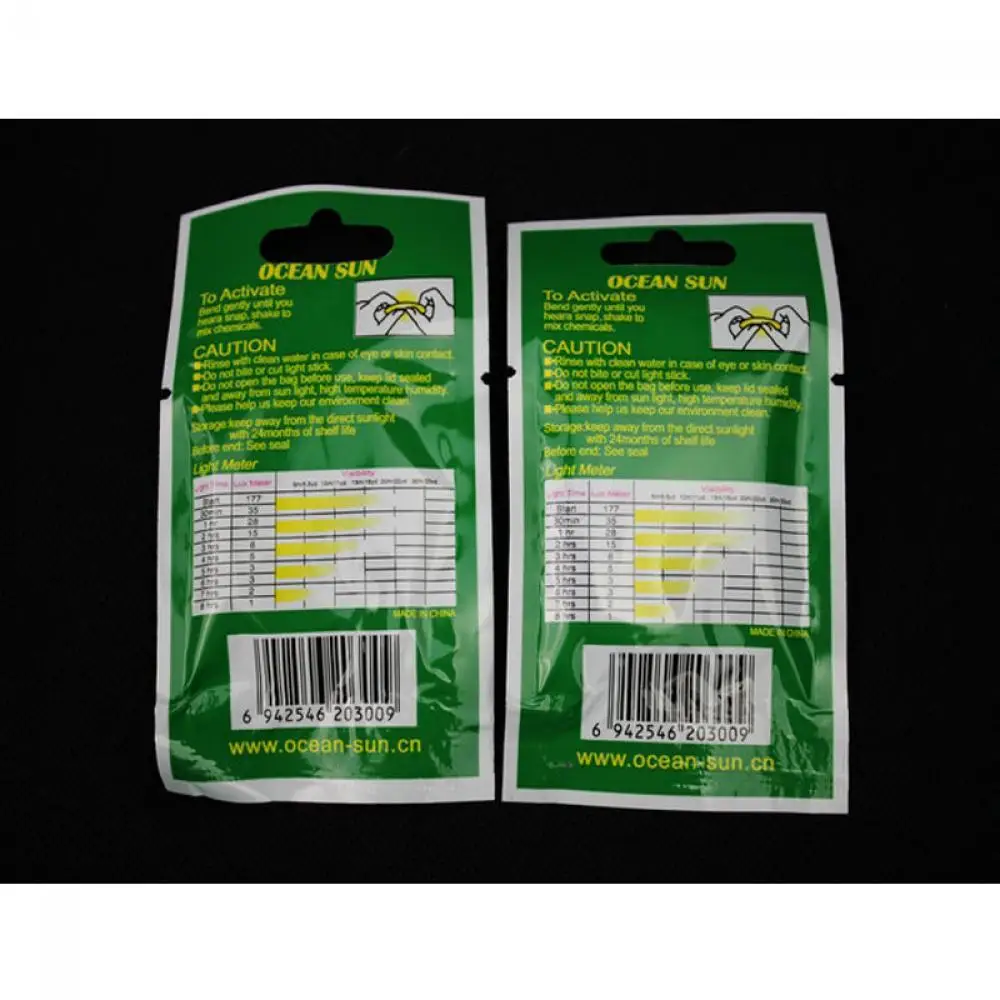 OCEAN SUN
To Activate
Bend gently until you
heara snap, shake to
mix chemicals.
CAUTION
Rinse with clean water in case of eye or skin contact.
Do not bite or cut light stick.
Do not open the bag before use, keep lid sealed
and away from sun light, high temperature humidity.
Please help us keep our environment clean.
Storage:keep away from the direct sunlight
with 24months of shelf life
Before end: See seal
Light Meter
Visibility
Light Time Lux Meter
Start 177
30min 35
1 hr 28
2 hrs 15
3 hrs 8
4 hrs 5
5 hrs 3
6 hrs 3
7 hrs 2
8 hrs 1
MADE IN CHINA
6 942546 203009
www.ocean-sun.cn
OCEAN SUN
To Activate
Bend gently until you
heara snap, shake to
mix chemicals.
CAUTION
Rinse with clean water in case of eye or skin contact.
Do not bite or cut light stick.
Do not open the bag before use, keep lid sealed
and away from sun light, high temperature humidity.
Please help us keep our environment clean.
Storage:keep away from the direct sunlight
with 24months of shelf life
Before end: See seal
Light Meter
Visibility
Light Time Lux Meter
Start 177
30min 35
1 hr 28
2 hrs 15
3 hrs 8
4 hrs 5
5 hrs
6 hrs 3
7 hrs 2
8 hrs 1
MADE IN CHINA
6 942546 203009
www.ocean-sun.cn